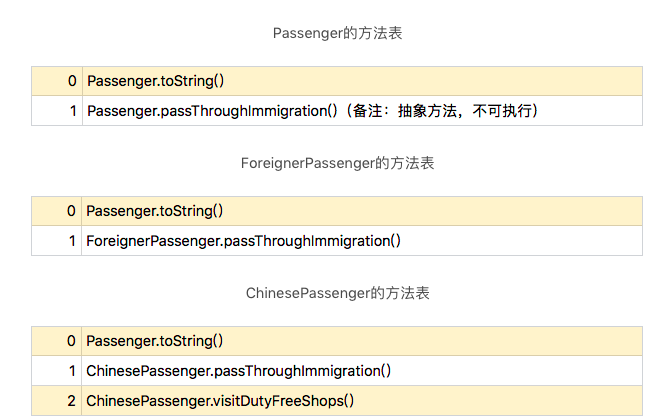 Passenger的方法表
0 Passenger.toString()
1 Passenger.passThroughImmigration()（备注：抽象方法，不可执行）
ForeignerPassenger的方法表
0 Passenger.toString()
1 ForeignerPassenger.passThroughImmigration()
ChinesePassenger的方法表
0 Passenger.toString()
1 ChinesePassenger.passThroughImmigration()
2 ChinesePassenger.visitDutyFreeShops()